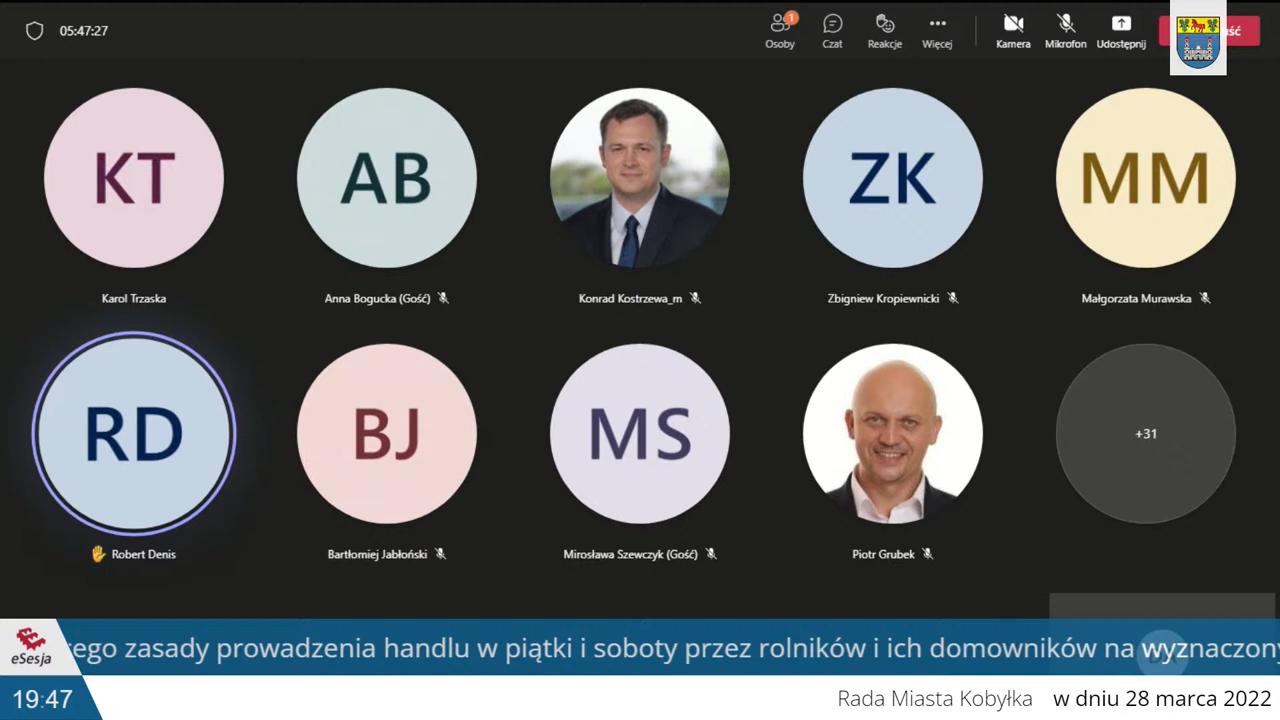 05:47:27
1
Osoby
Czat
Reakcje
Więcej
Kamera
Mikrofon
Udostępnij
KT
AB
ZK
MM
Karol Trzaska
Anna Bogucka (Gość)
Konrad Kostrzewa_m
Zbigniew Kropiewnicki
Małgorzata Murawska
RD
BJ
MS
+31
Robert Denis
Bartłomiej Jabłoński
Mirosława Szewczyk (Gość)
Piotr Grubek
eSesja
zasady prowadzenia handlu w piątki i soboty przez rolników i ich domowników na
19:47
Rada Miasta Kobyłka w dniu 28 marca 2022